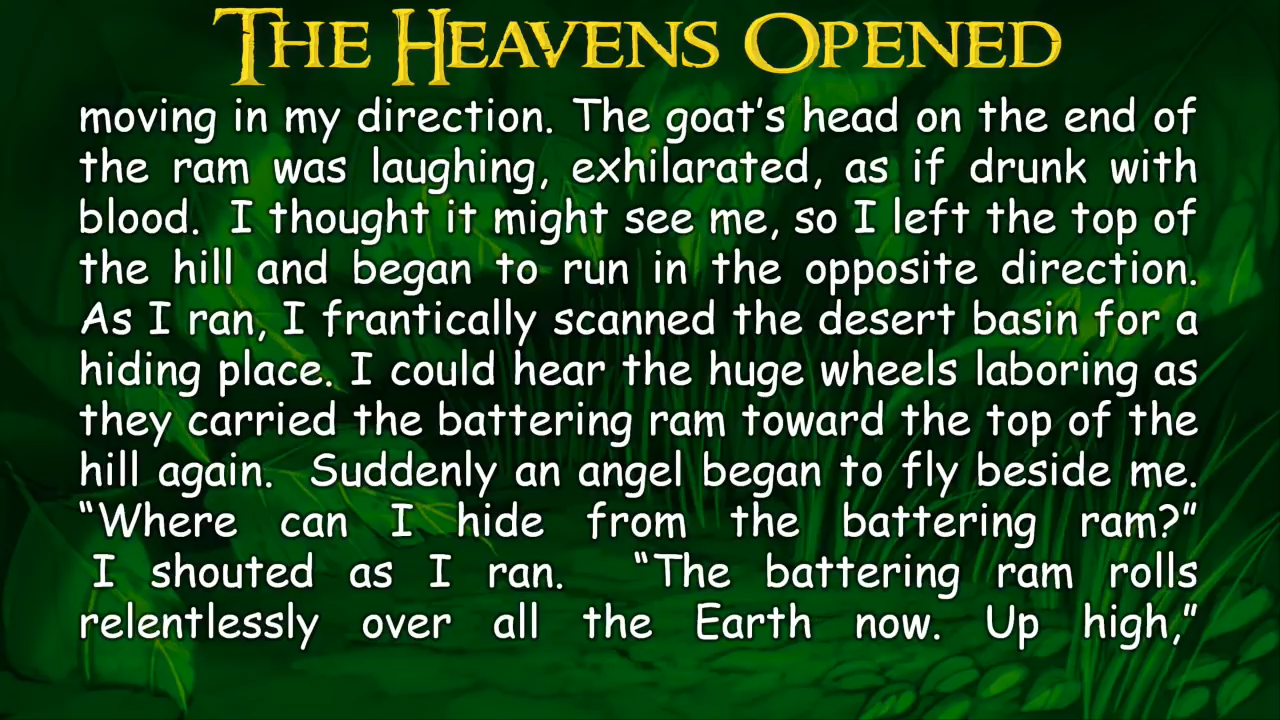 The Heavens Opened
moving in my direction. The goat's head on the end of
the ram was laughing, exhilarated, as if drunk with
blood.  I thought it might see me, so I left the top of
the hill and began to run in the opposite direction.
As I ran, I frantically scanned the desert basin for a
hiding place. I could hear the huge wheels laboring as
they carried the battering ram toward the top of the
hill again.  Suddenly an angel began to fly beside me.
“Where can I hide from the battering ram?”
I shouted as I ran.  “The battering ram rolls
relentlessly over all the Earth now. Up high,”